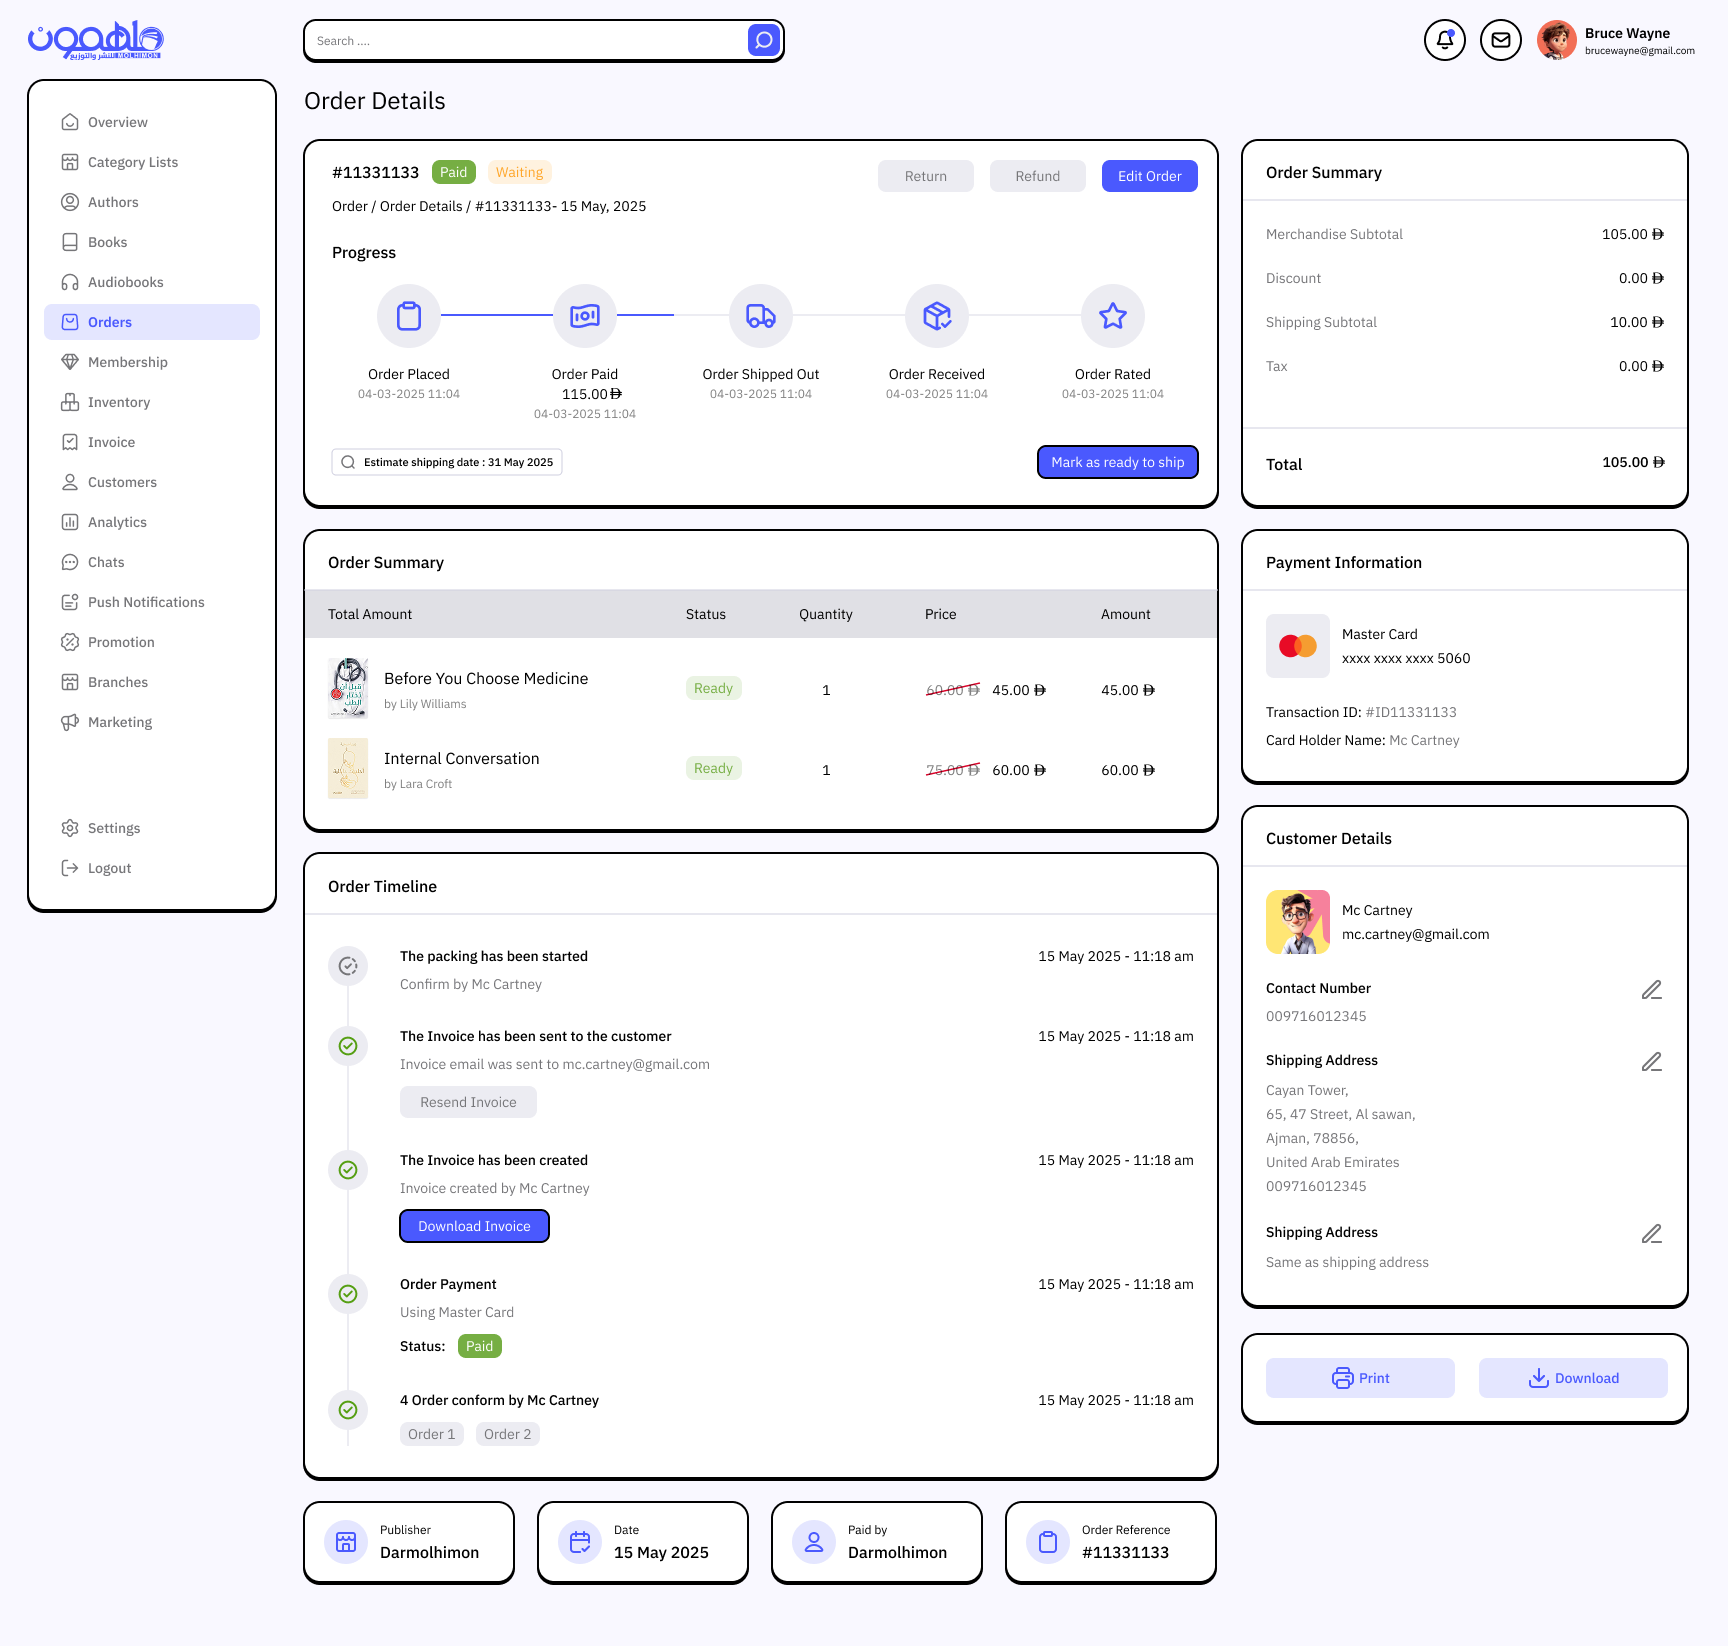 ملهمون
للنشر والتوزيع MOLHIMON
Search ....
Bruce Wayne
brucewayne@gmail.com
Overview
Category Lists
Authors
Books
Audiobooks
Orders
Membership
Inventory
Invoice
Customers
Analytics
Chats
Push Notifications
Promotion
Branches
Marketing
Settings
Logout
Order Details
#11331133 Paid Waiting
Return Refund Edit Order
Order / Order Details / #11331133- 15 May, 2025
Progress
Order Placed
04-03-2025 11:04
Order Paid
115.00
04-03-2025 11:04
Order Shipped Out
04-03-2025 11:04
Order Received
04-03-2025 11:04
Order Rated
04-03-2025 11:04
Estimate shipping date : 31 May 2025
Mark as ready to ship
Order Summary
Merchandise Subtotal 105.00
Discount 0.00
Shipping Subtotal 10.00
Tax 0.00
Total 105.00
Order Summary
Total Amount Status Quantity Price Amount
قبل أن
تختار
الطب
Before You Choose Medicine
by Lily Williams
Ready 1 60.00 45.00 45.00
Internal Conversation
by Lara Croft
Ready 1 75.00 60.00 60.00
Payment Information
Master Card
xxxx xxxx xxxx 5060
Transaction ID: #ID11331133
Card Holder Name: Mc Cartney
Order Timeline
The packing has been started 15 May 2025 - 11:18 am
Confirm by Mc Cartney
The Invoice has been sent to the customer 15 May 2025 - 11:18 am
Invoice email was sent to mc.cartney@gmail.com
Resend Invoice
The Invoice has been created 15 May 2025 - 11:18 am
Invoice created by Mc Cartney
Download Invoice
Order Payment 15 May 2025 - 11:18 am
Using Master Card
Status: Paid
4 Order conform by Mc Cartney 15 May 2025 - 11:18 am
Order 1 Order 2
Customer Details
Mc Cartney
mc.cartney@gmail.com
Contact Number
009716012345
Shipping Address
Cayan Tower,
65, 47 Street, Al sawan,
Ajman, 78856,
United Arab Emirates
009716012345
Shipping Address
Same as shipping address
Print Download
Publisher
Darmolhimon
Date
15 May 2025
Paid by
Darmolhimon
Order Reference
#11331133